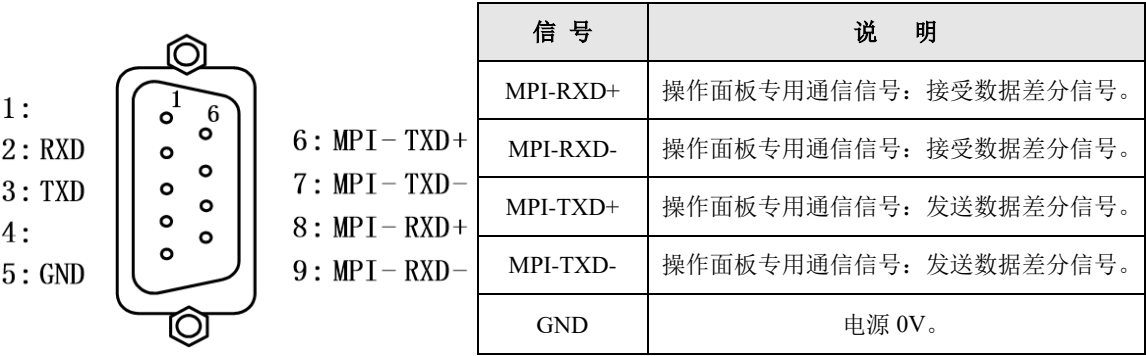 1:
2: RXD
3: TXD
4:
5: GND
1
6
6: MPI-TXD+
7: MPI-TXD-
8: MPI-RXD+
9: MPI-RXD-
信 号 说 明
MPI-RXD+ 操作面板专用通信信号：接受数据差分信号。
MPI-RXD- 操作面板专用通信信号：接受数据差分信号。
MPI-TXD+ 操作面板专用通信信号：发送数据差分信号。
MPI-TXD- 操作面板专用通信信号：发送数据差分信号。
GND 电源 0V。